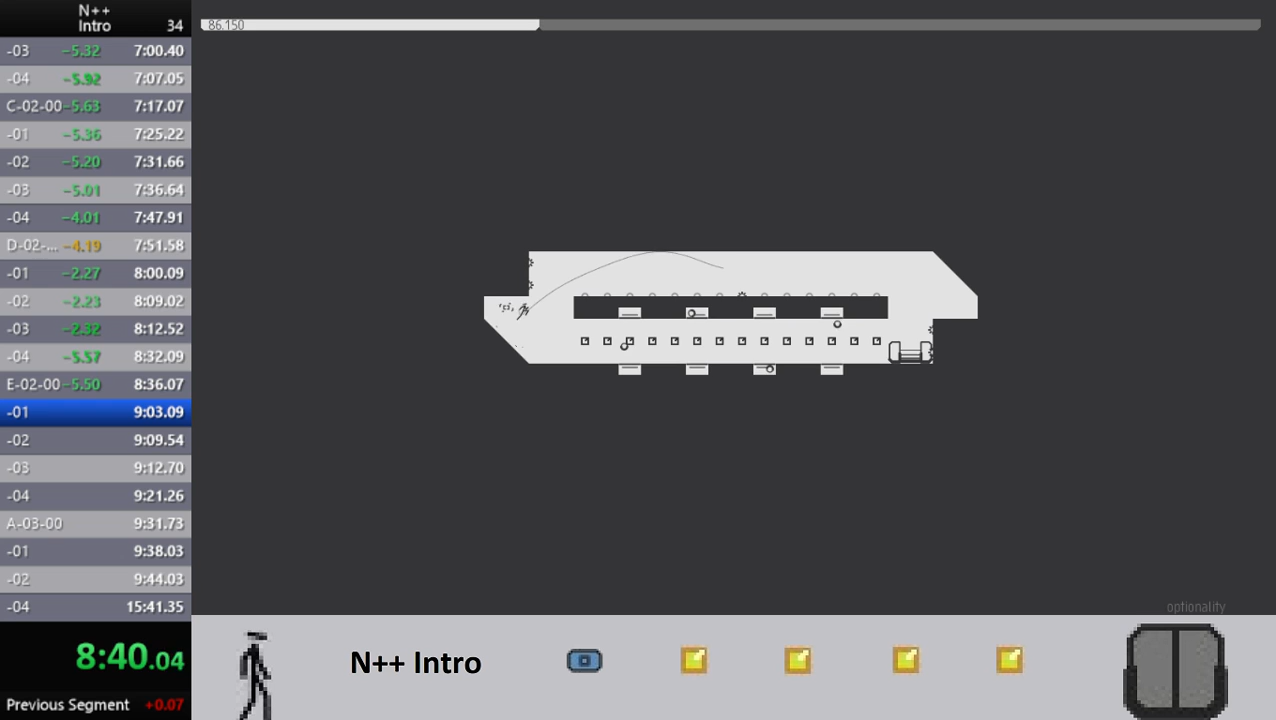 N++
Intro 34
-03 -5.32 7:00.40
-04 -5.92 7:07.05
C-02-00 -5.63 7:17.07
-01 -5.36 7:25.22
-02 -5.20 7:31.66
-03 -5.01 7:36.64
-04 -4.01 7:47.91
D-02-... -4.19 7:51.58
-01 -2.27 8:00.09
-02 -2.23 8:09.02
-03 -2.32 8:12.52
-04 -5.57 8:32.09
E-02-00 -5.50 8:36.07
-01 9:03.09
-02 9:09.54
-03 9:12.70
-04 9:21.26
A-03-00 9:31.73
-01 9:38.03
-02 9:44.03
-04 15:41.35
8:40.04
Previous Segment +0.07
86.150
optionality
N++ Intro